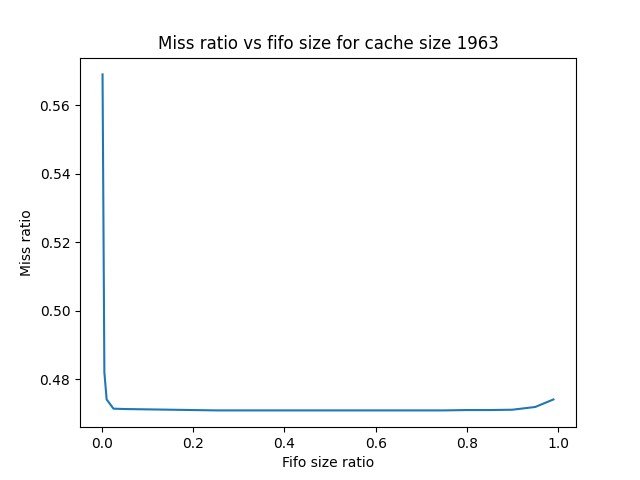 Miss ratio vs fifo size for cache size 1963
Miss ratio
0.56
0.54
0.52
0.50
0.48
0.0 0.2 0.4 0.6 0.8 1.0
Fifo size ratio